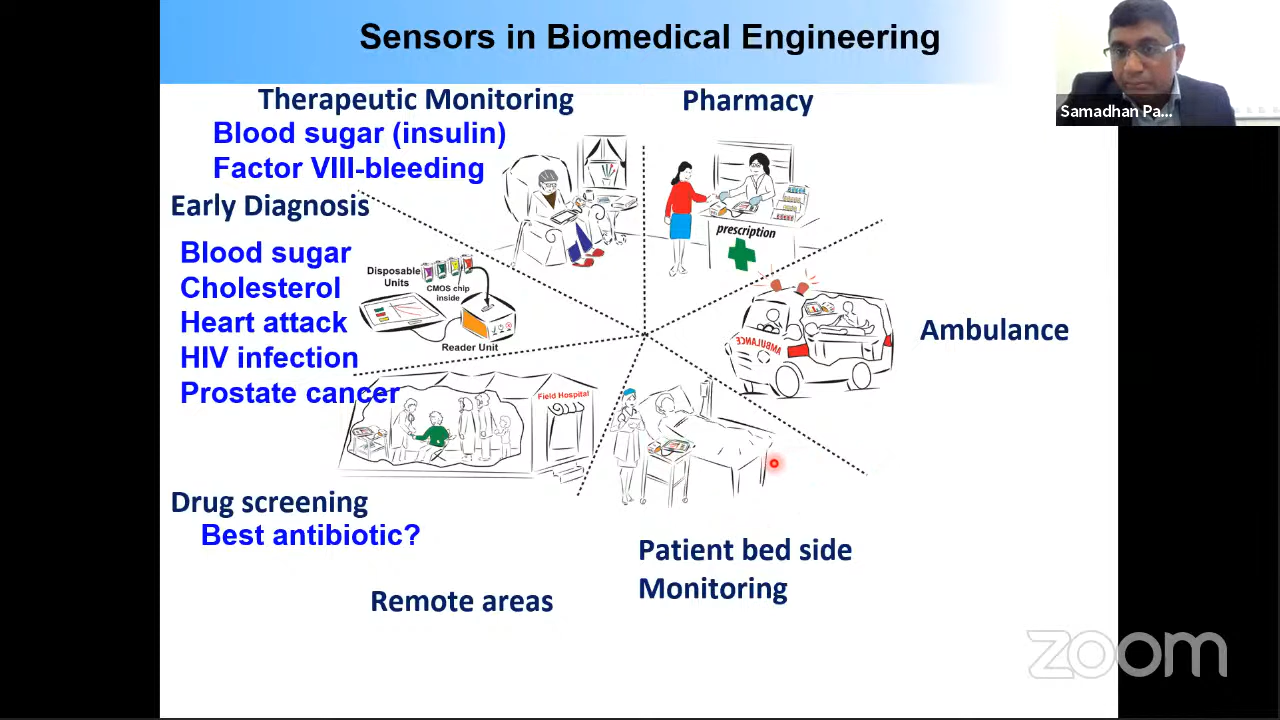 Sensors in Biomedical Engineering
Samadhan Pa...
Therapeutic Monitoring
Blood sugar (insulin)
Factor VIII-bleeding
Pharmacy
prescription
Early Diagnosis
Blood sugar
Cholesterol
Heart attack
HIV infection
Prostate cancer
Disposable
Units
CMOS chip
inside
Reader Unit
AMBULANCE
Ambulance
Field Hospital
Drug screening
Best antibiotic?
Patient bed side
Monitoring
Remote areas
zoom